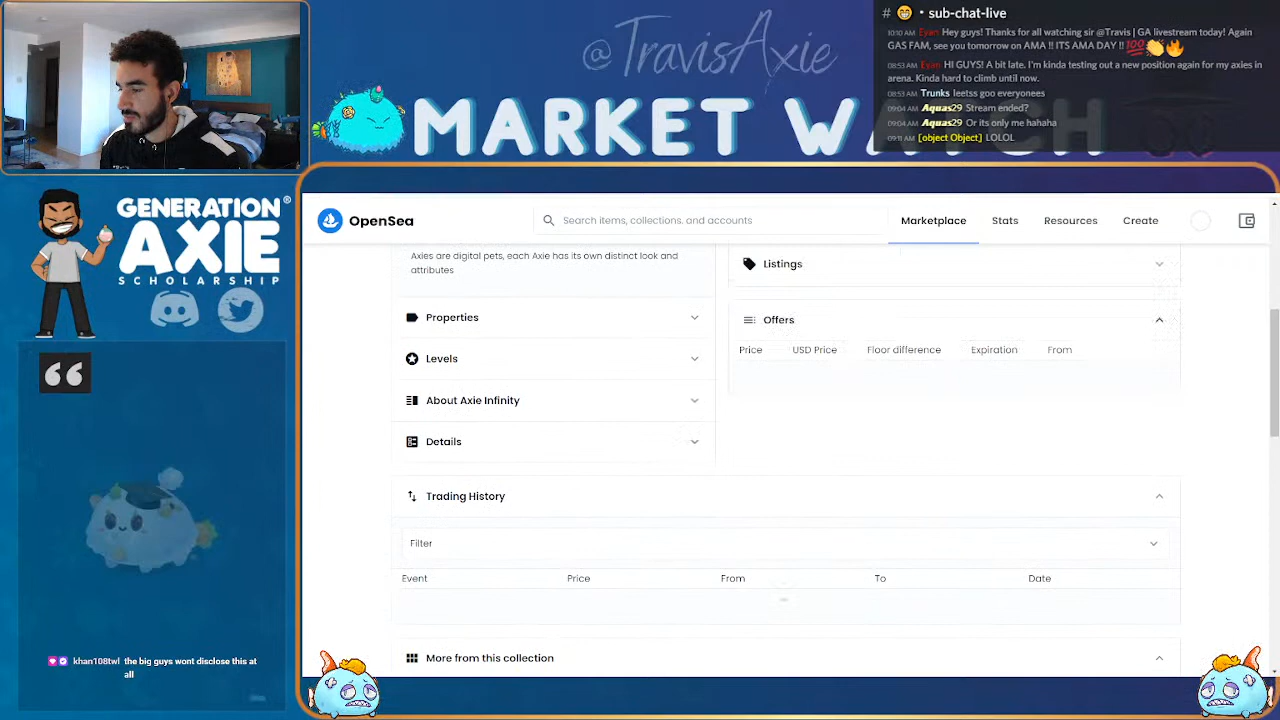 @TravisAxie
MARKET W
# 😁 • sub-chat-live
10:10 AM Eyan: Hey guys! Thanks for all watching sir @Travis | GA livestream today! Again
GAS FAM, see you tomorrow on AMA !! ITS AMA DAY !! 💯👏🔥
08:53 AM Eyan: HI GUYS! A bit late. I'm kinda testing out a new position again for my axies in
arena. Kinda hard to climb until now.
08:53 AM Trunks leetss goo everyonees
09:04 AM Aquas29 Stream ended?
09:04 AM Aquas29 Or its only me hahaha
09:11 AM [object Object] LOLOL
GENERATION®
AXIE
SCHOLARSHIP
khan108twl the big guys wont disclose this at
all
OpenSea
Search items, collections, and accounts
Marketplace
Stats
Resources
Create
Axies are digital pets, each Axie has its own distinct look and
attributes
Properties
Levels
About Axie Infinity
Details
Listings
Offers
Price USD Price Floor difference Expiration From
Trading History
Filter
Event Price From To Date
More from this collection